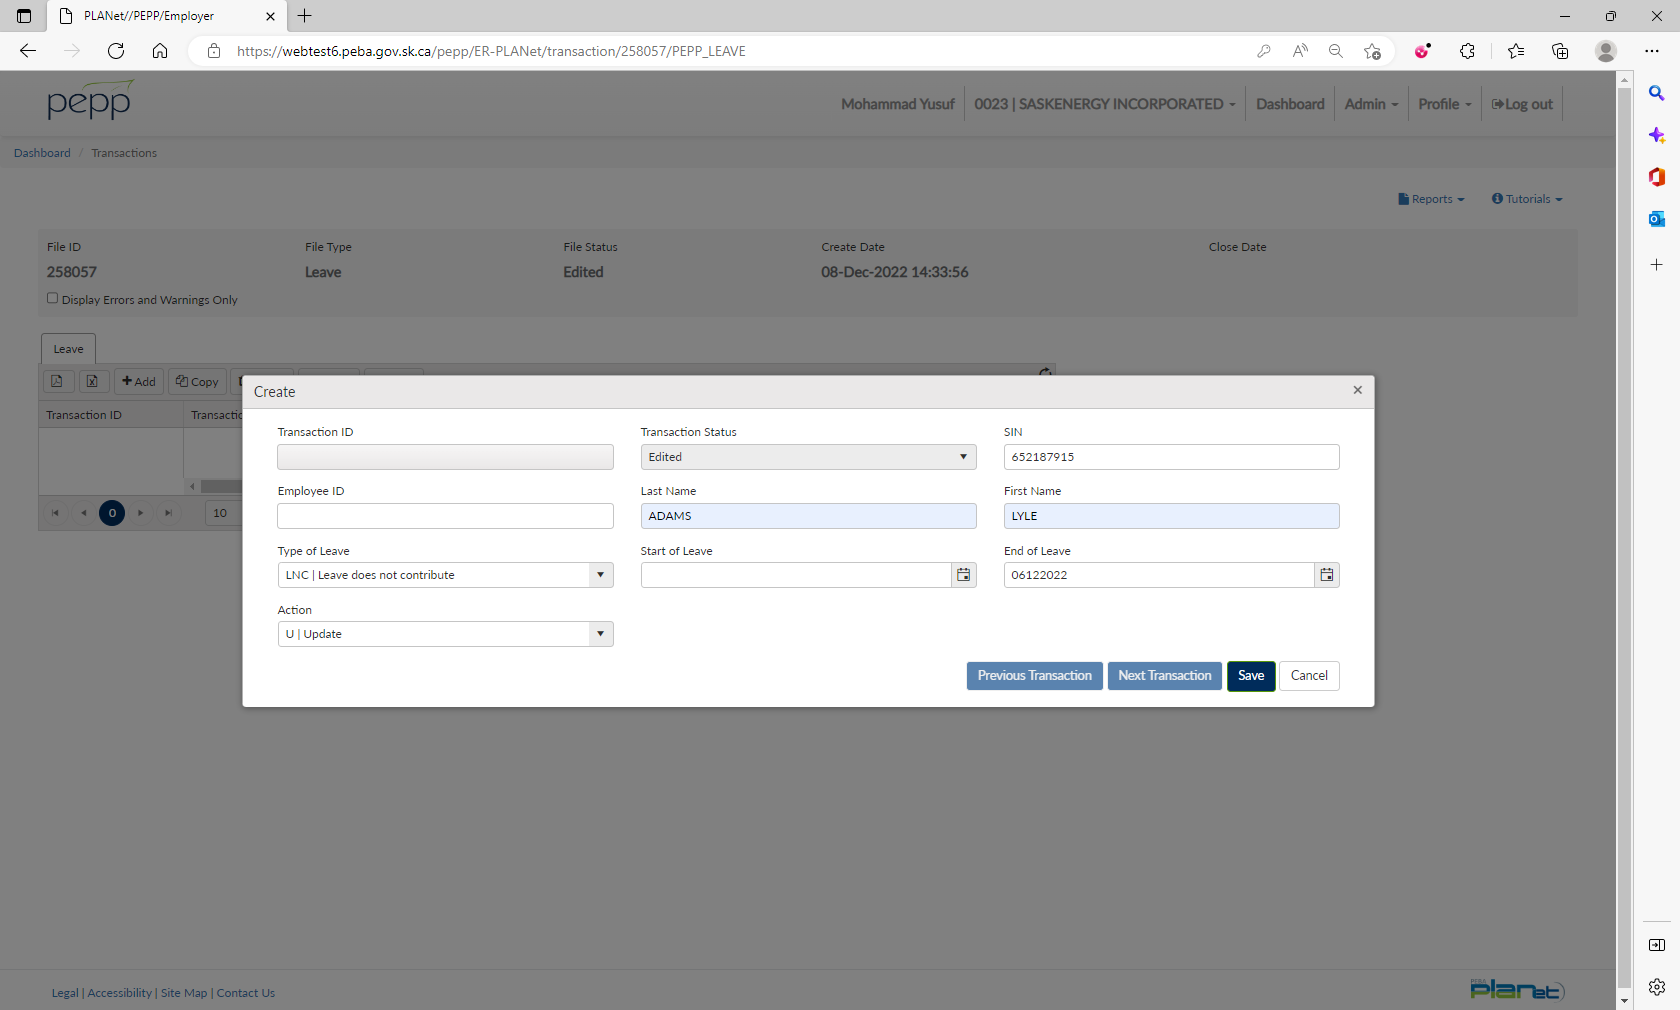 PLANet//PEPP/Employer
https://webtest6.peba.gov.sk.ca/pepp/ER-PLANet/transaction/258057/PEPP_LEAVE
pepp
Mohammad Yusuf
0023 | SASKENERGY INCORPORATED
Dashboard
Admin
Profile
Log out
Dashboard / Transactions
Reports
Tutorials
File ID
File Type
File Status
Create Date
Close Date
258057
Leave
Edited
08-Dec-2022 14:33:56
Display Errors and Warnings Only
Leave
Add
Copy
Transaction ID
Create
Transaction ID
Transaction Status
SIN
Edited
652187915
Employee ID
Last Name
First Name
ADAMS
LYLE
Type of Leave
Start of Leave
End of Leave
LNC | Leave does not contribute
06122022
Action
U | Update
Previous Transaction
Next Transaction
Save
Cancel
0
10
Legal | Accessibility | Site Map | Contact Us
PEBA
planet